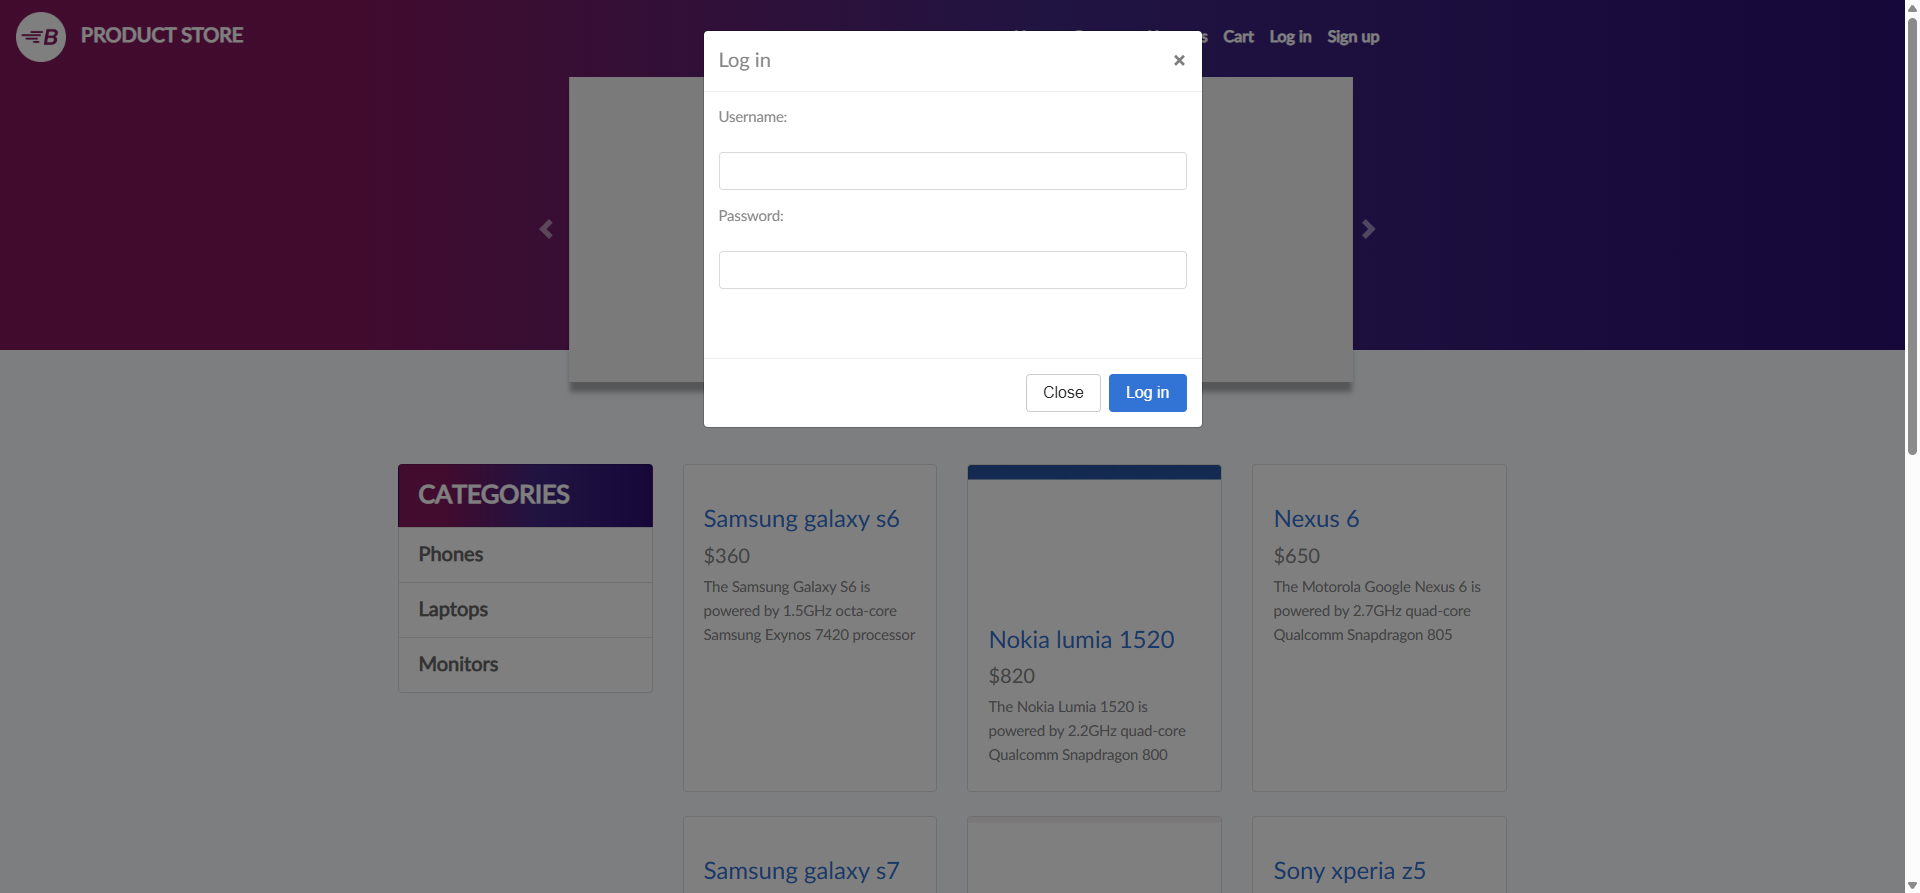 B PRODUCT STORE
Cart Log in Sign up
Log in ×
Username:
Password:
Close Log in
CATEGORIES
Phones
Laptops
Monitors
Samsung galaxy s6
$360
The Samsung Galaxy S6 is
powered by 1.5GHz octa-core
Samsung Exynos 7420 processor
Nokia lumia 1520
$820
The Nokia Lumia 1520 is
powered by 2.2GHz quad-core
Qualcomm Snapdragon 800
Nexus 6
$650
The Motorola Google Nexus 6 is
powered by 2.7GHz quad-core
Qualcomm Snapdragon 805
Samsung galaxy s7
Sony xperia z5